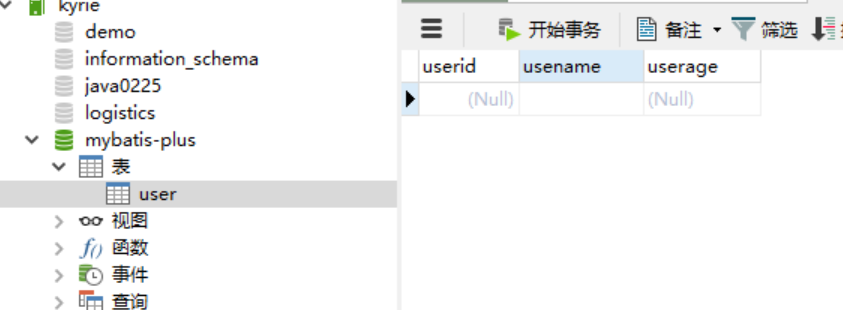 kyrie
demo
information_schema
java0225
logistics
mybatis-plus
表
user
视图
f() 函数
事件
查询
开始事务 备注 筛选
userid usename userage
(Null) (Null)